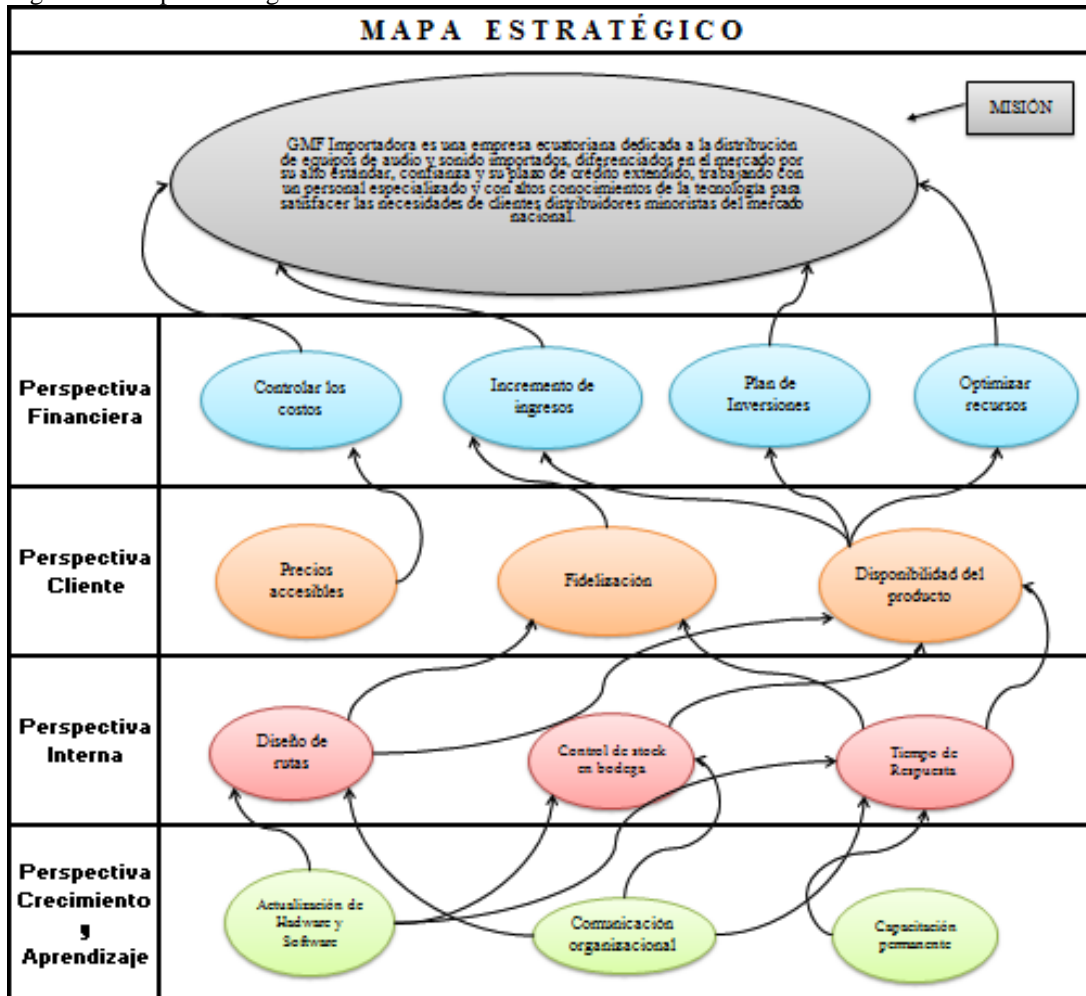 MAPA ESTRATÉGICO
MISIÓN
GMF Importadora es una empresa ecuatoriana dedicada a la distribución
de equipos de audio y sonido importados, diferenciados en el mercado por
su alto estándar, confianza y su plazo de crédito extendido, trabajando con
un personal especializado y con altos conocimientos de la tecnología para
satisfacer las necesidades de clientes distribuidores minoristas del mercado
nacional.
Perspectiva
Financiera
Controlar los
costos
Incremento de
ingresos
Plan de
Inversiones
Optimizar
recursos
Perspectiva
Cliente
Precios
accesibles
Fidelización
Disponibilidad del
producto
Perspectiva
Interna
Diseño de
rutas
Control de stock
en bodega
Tiempo de
Respuesta
Perspectiva
Crecimiento
y
Aprendizaje
Actualización de
Hadware y
Software
Comunicación
organizacional
Capacitación
permanente